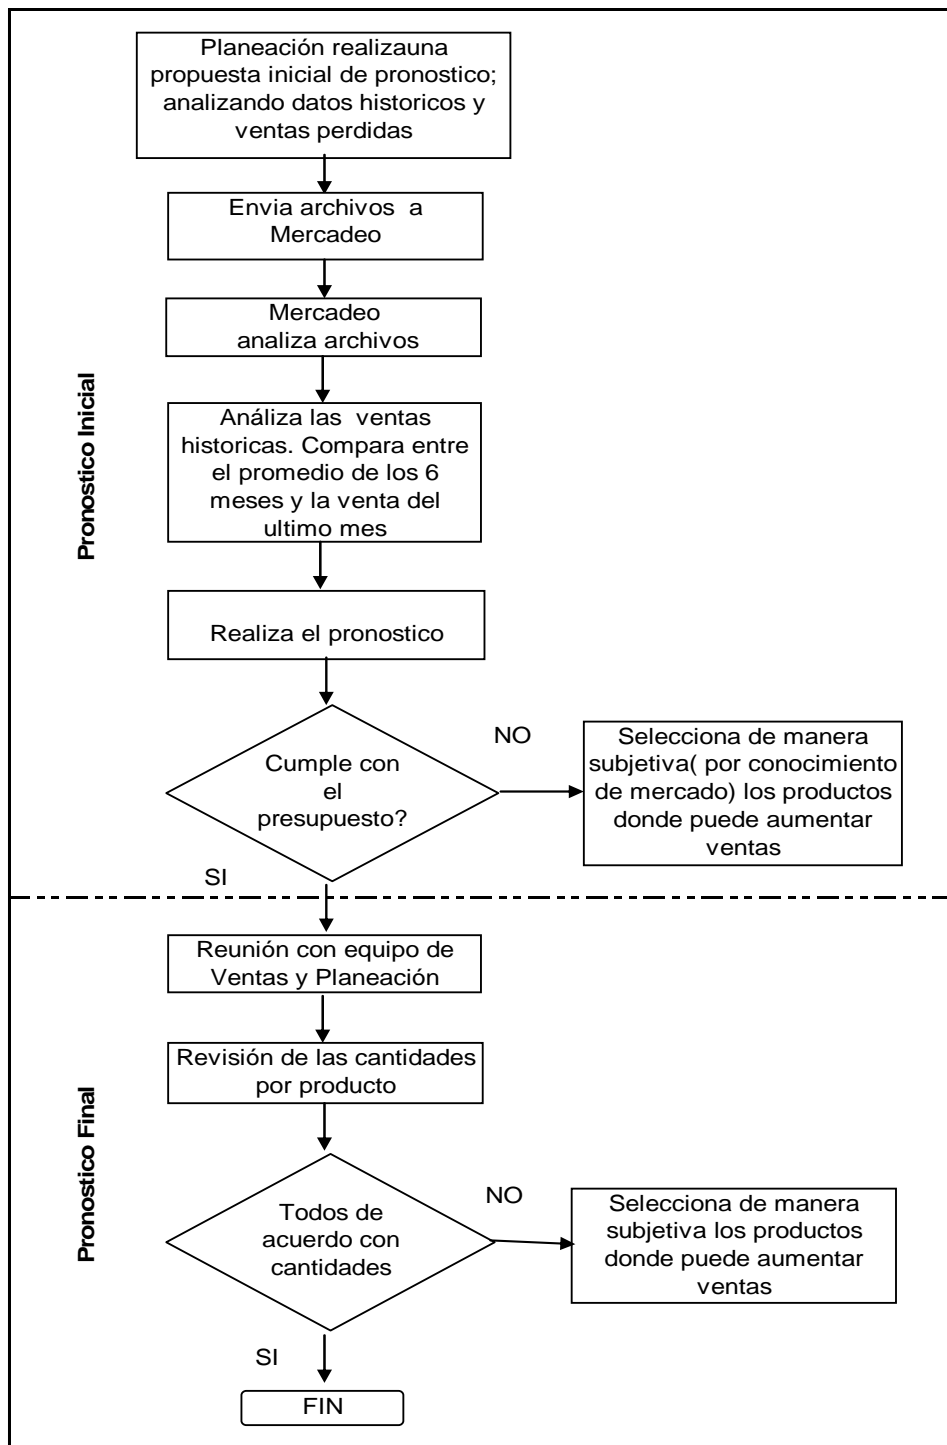 Planeación realizauna
propuesta inicial de pronostico;
analizando datos historicos y
ventas perdidas
Envia archivos a
Mercadeo
Mercadeo
analiza archivos
Pronostico Inicial
Análiza las ventas
historicas. Compara entre
el promedio de los 6
meses y la venta del
ultimo mes
Realiza el pronostico
Cumple con
el
presupuesto?
NO
Selecciona de manera
subjetiva( por conocimiento
de mercado) los productos
donde puede aumentar
ventas
SI
Reunión con equipo de
Ventas y Planeación
Revisión de las cantidades
por producto
Pronostico Final
Todos de
acuerdo con
cantidades
NO
Selecciona de manera
subjetiva los productos
donde puede aumentar
ventas
SI
FIN